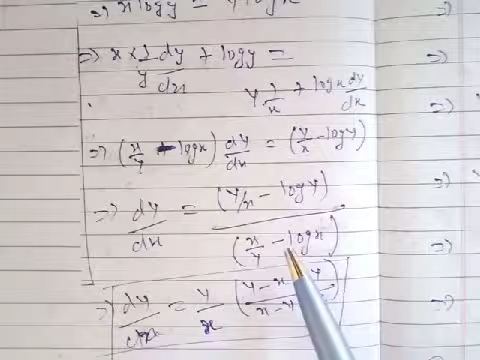 ⇒ x log y = y log x
⇒ x × 1/y dy/dx + log y =
y 1/x + log x dy/dx
⇒ (x/y - log x) dy/dx = (y/x - log y)
⇒ dy/dx = (y/x - log y) / (x/y - log x)
⇒ dy/dx = y/x (y - x y / x - y